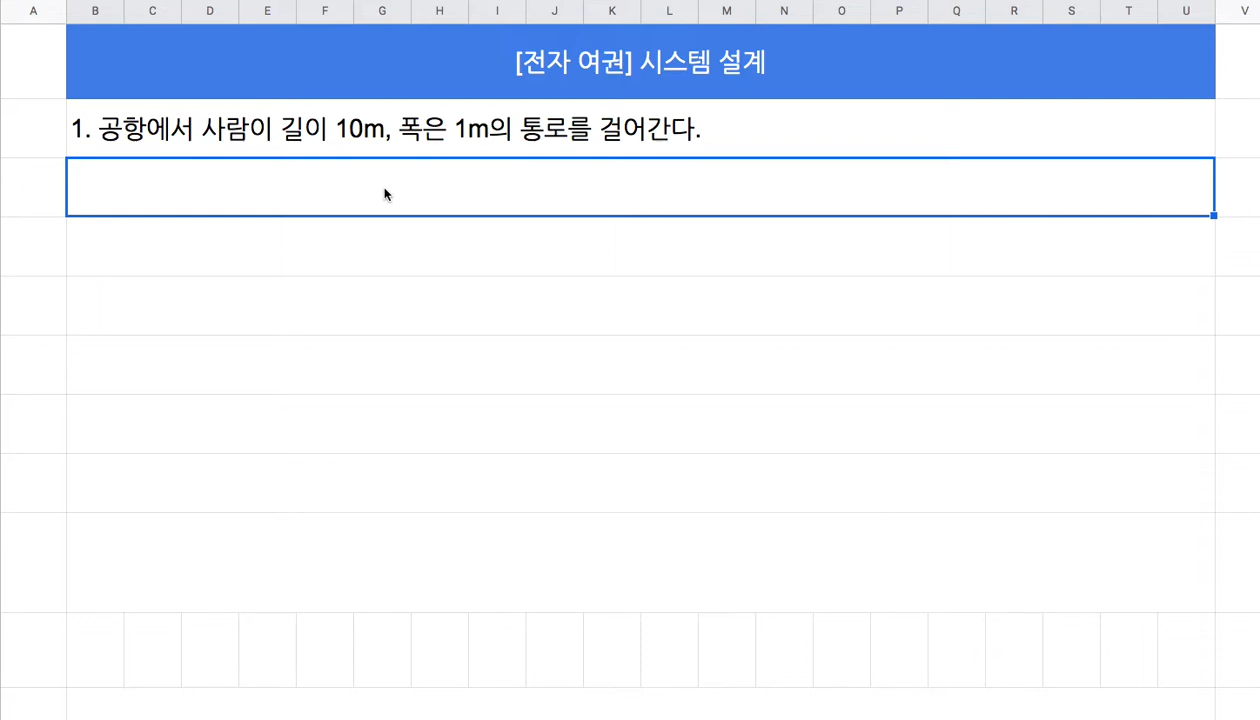 A B C D E F G H I J K L M N O P Q R S T U V
[전자 여권] 시스템 설계
1. 공항에서 사람이 길이 10m, 폭은 1m의 통로를 걸어간다.